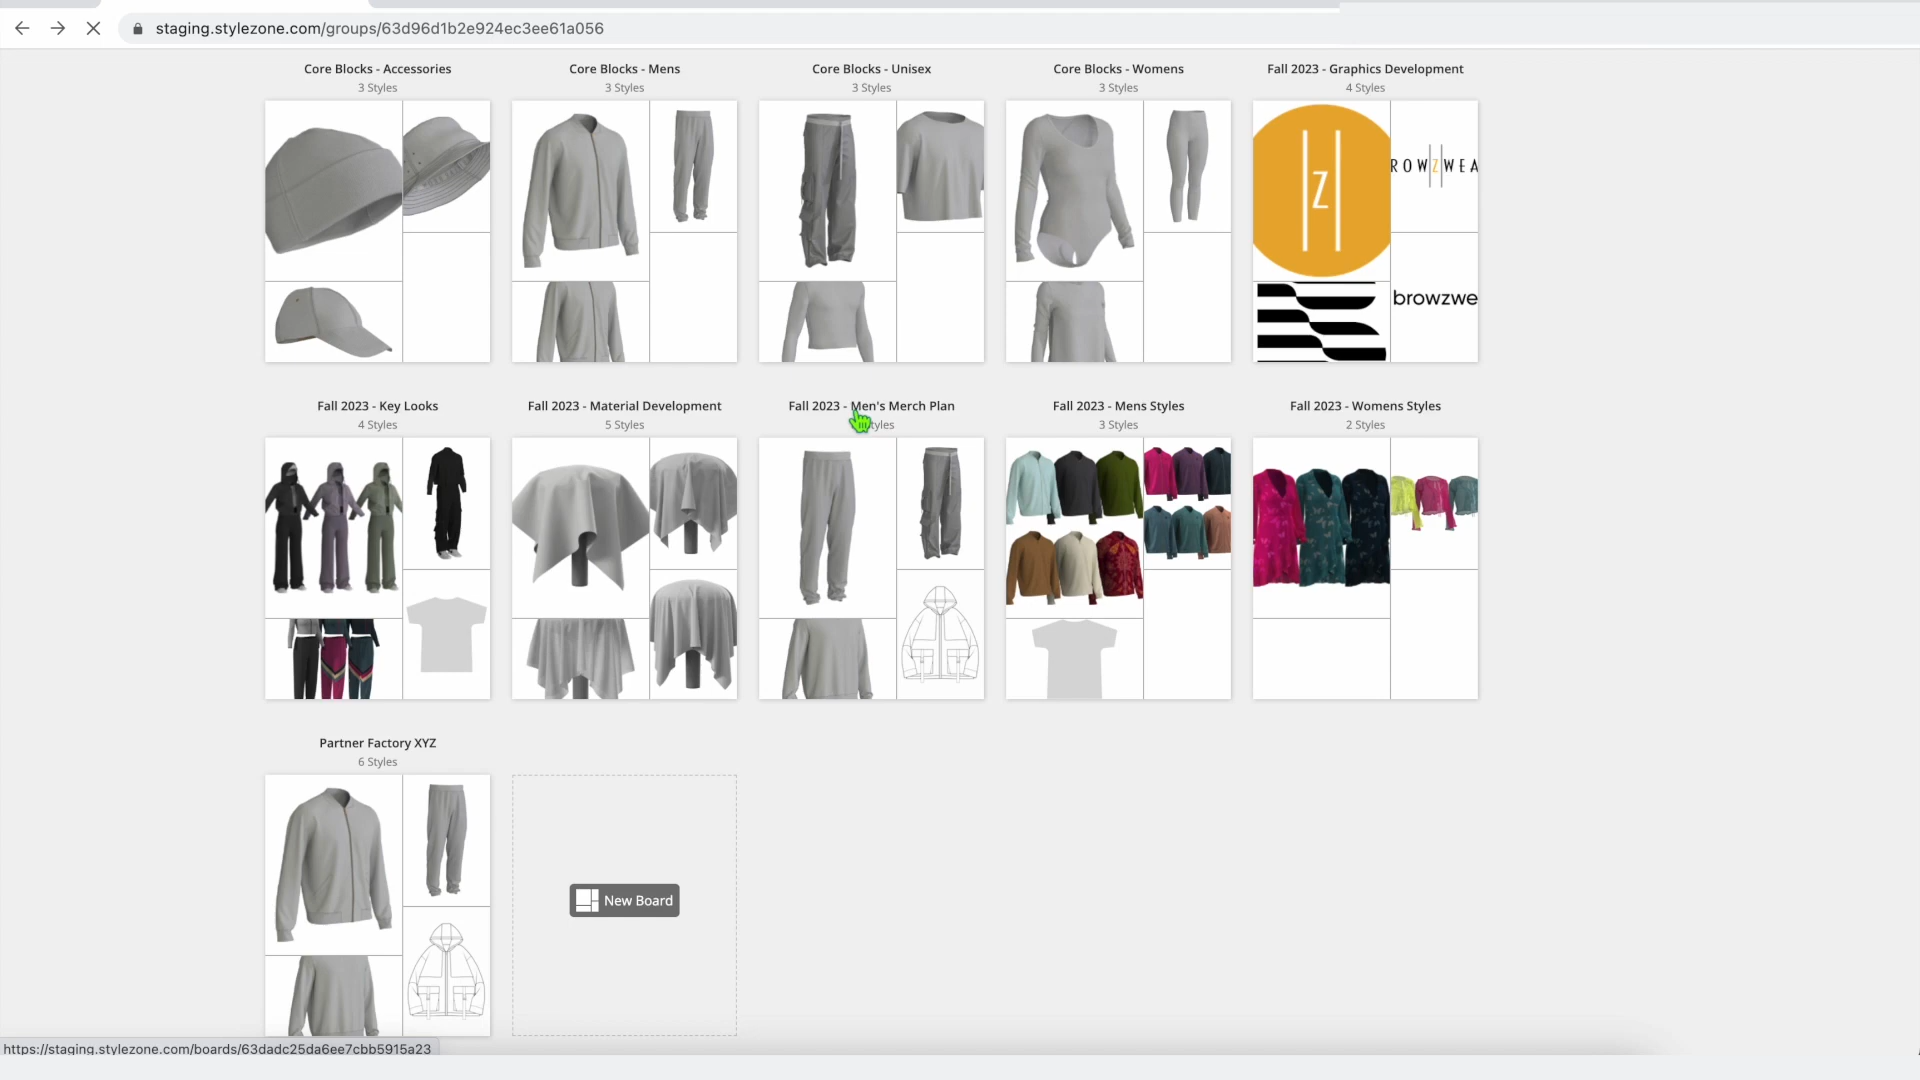 staging.stylezone.com/groups/63d96d1b2e924ec3ee61a056
Core Blocks - Accessories
3 Styles
Core Blocks - Mens
3 Styles
Core Blocks - Unisex
3 Styles
Core Blocks - Womens
3 Styles
Fall 2023 - Graphics Development
4 Styles
Z
ROWZWEA
browzwe
Fall 2023 - Key Looks
4 Styles
Fall 2023 - Material Development
5 Styles
Fall 2023 - Men's Merch Plan
tyles
Fall 2023 - Mens Styles
3 Styles
Fall 2023 - Womens Styles
2 Styles
Partner Factory XYZ
6 Styles
New Board
https://staging.stylezone.com/boards/63dadc25da6ee7cbb5915a23